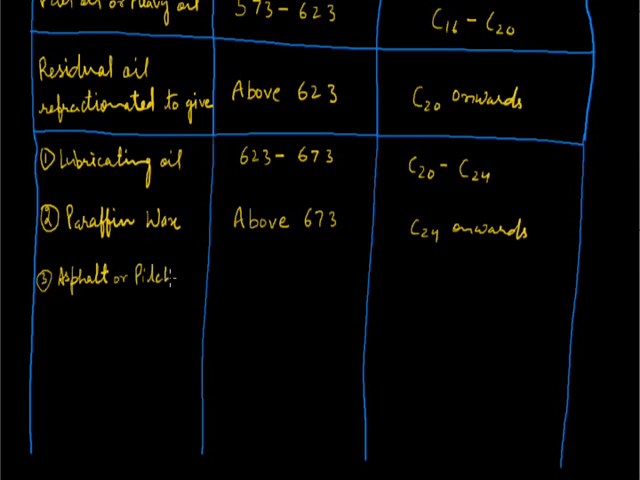 Fuel oil or Heavy oil 573 - 623 C16 - C20
Residual oil
refractionated to give Above 623 C20 onwards
① Lubricating oil 623 - 673 C20 - C24
② Paraffin Wax Above 673 C24 onwards
③ Asphalt or Pitch